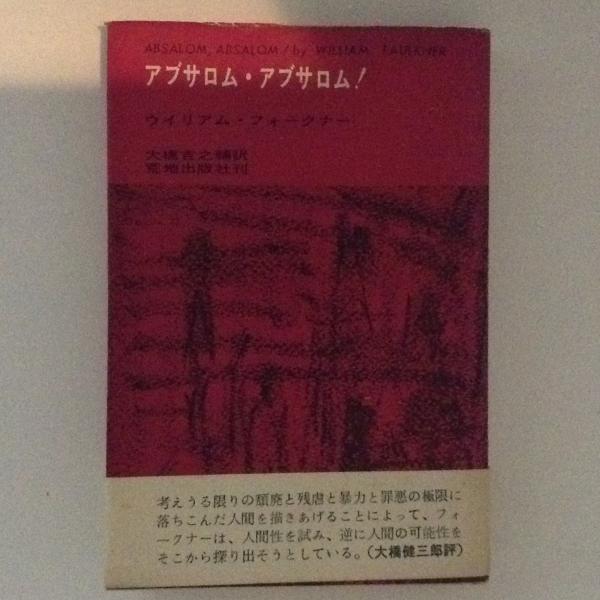 ABSALOM, ABSALOM / by WILLIAM FAULKNER
アブサロム・アブサロム!
ウイリアム・フォークナー
大橋吉之輔訳
荒地出版社刊
考えうる限りの頽廃と残虐と暴力と罪悪の極限に
落ちこんだ人間を描きあげることによって、フォ
ークナーは、人間性を試み、逆に人間の可能性を
そこから探り出そうとしている。(大橋健三郎評)